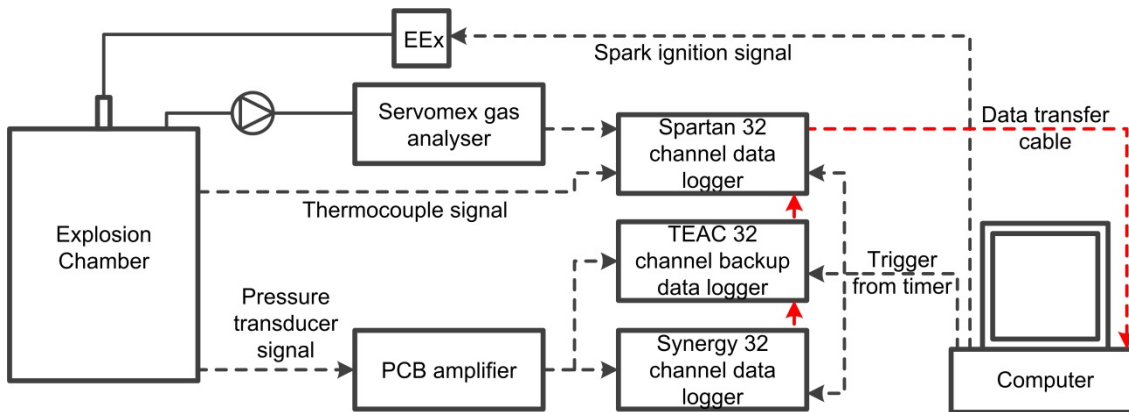 EEx
Spark ignition signal
Servomex gas
analyser
Spartan 32
channel data
logger
Data transfer
cable
Thermocouple signal
Explosion
Chamber
TEAC 32
channel backup
data logger
Trigger
from timer
Pressure
transducer
signal
PCB amplifier
Synergy 32
channel data
logger
Computer